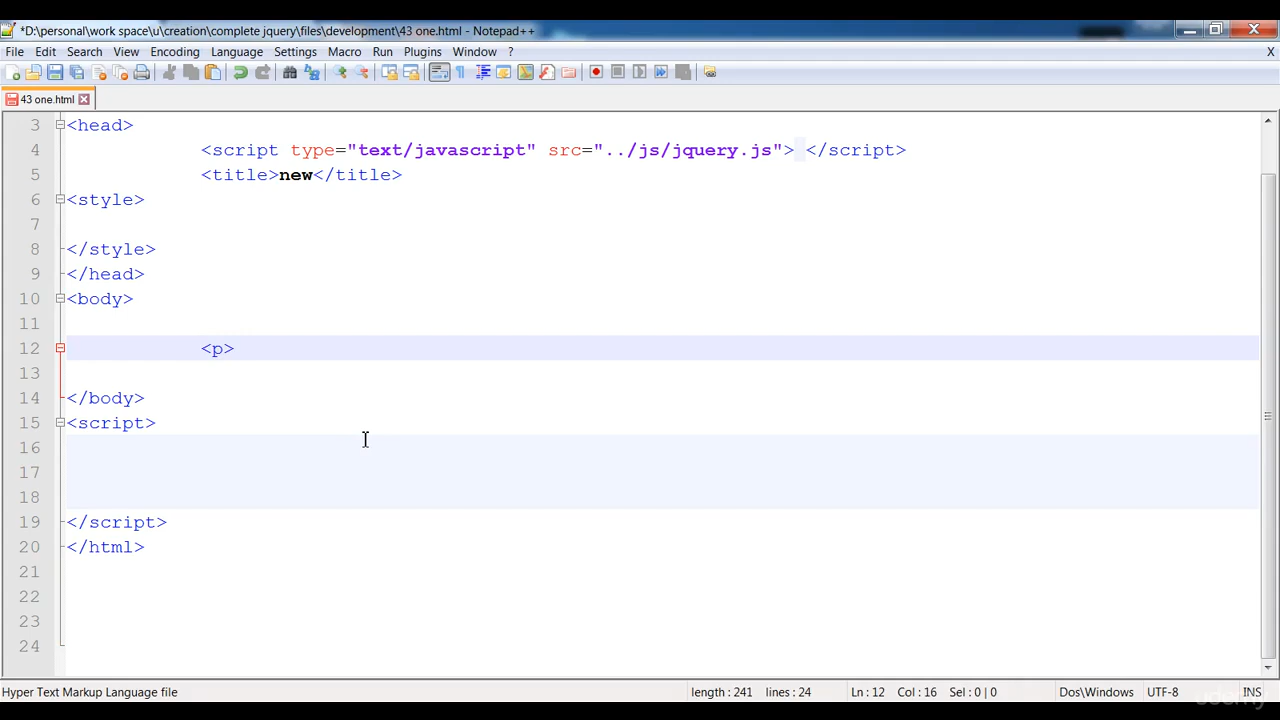 *D:\personal\work space\u\creation\complete jquery\files\development\43 one.html - Notepad++
File Edit Search View Encoding Language Settings Macro Run Plugins Window ? X
43 one.html
3 <head>
4 <script type="text/javascript" src="../js/jquery.js"> </script>
5 <title>new</title>
6 <style>
7
8 </style>
9 </head>
10 <body>
11
12 <p>
13
14 </body>
15 <script>
16
17
18
19 </script>
20 </html>
21
22
23
24
Hyper Text Markup Language file length : 241 lines : 24 Ln : 12 Col : 16 Sel : 0 | 0 Dos\Windows UTF-8 INS
udemy